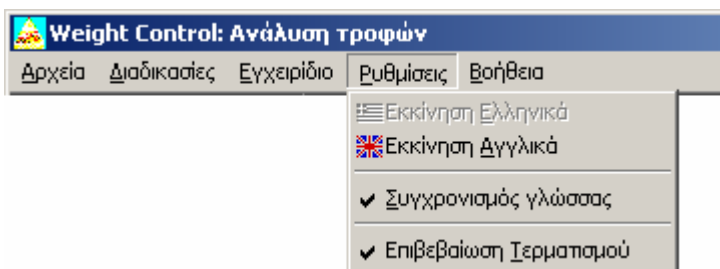 Weight Control: Ανάλυση τροφών
Αρχεία Διαδικασίες Εγχειρίδιο Ρυθμίσεις Βοήθεια
Εκκίνηση Ελληνικά
Εκκίνηση Αγγλικά
Συγχρονισμός γλώσσας
Επιβεβαίωση Τερματισμού